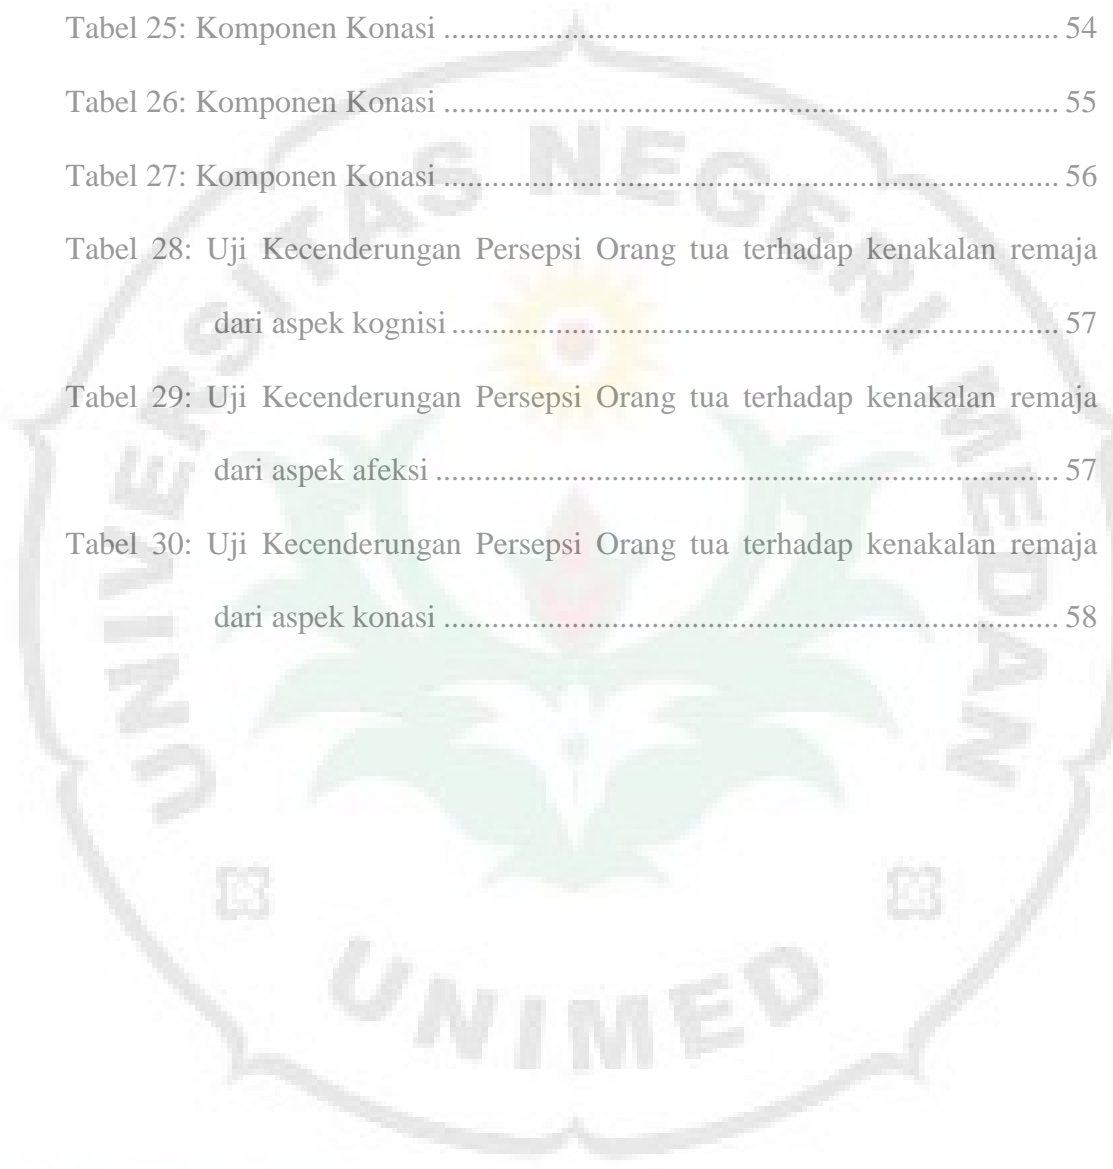 Tabel 25: Komponen Konasi ........................................................................... 54
Tabel 26: Komponen Konasi ........................................................................... 55
Tabel 27: Komponen Konasi ........................................................................... 56
Tabel 28: Uji Kecenderungan Persepsi Orang tua terhadap kenakalan remaja
dari aspek kognisi .......................................................................... 57
Tabel 29: Uji Kecenderungan Persepsi Orang tua terhadap kenakalan remaja
dari aspek afeksi ............................................................................ 57
Tabel 30: Uji Kecenderungan Persepsi Orang tua terhadap kenakalan remaja
dari aspek konasi ........................................................................... 58
UNIVERSITAS NEGERI MEDAN
UNIMED